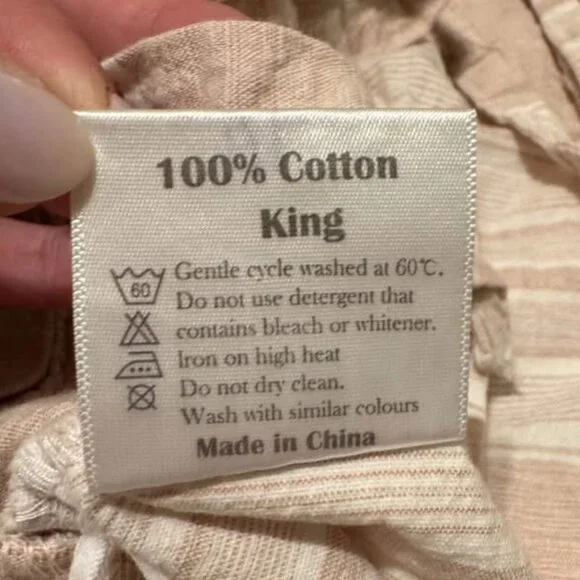 100% Cotton
King
60
Gentle cycle washed at 60℃.
Do not use detergent that
contains bleach or whitener.
Iron on high heat
Do not dry clean.
Wash with similar colours
Made in China